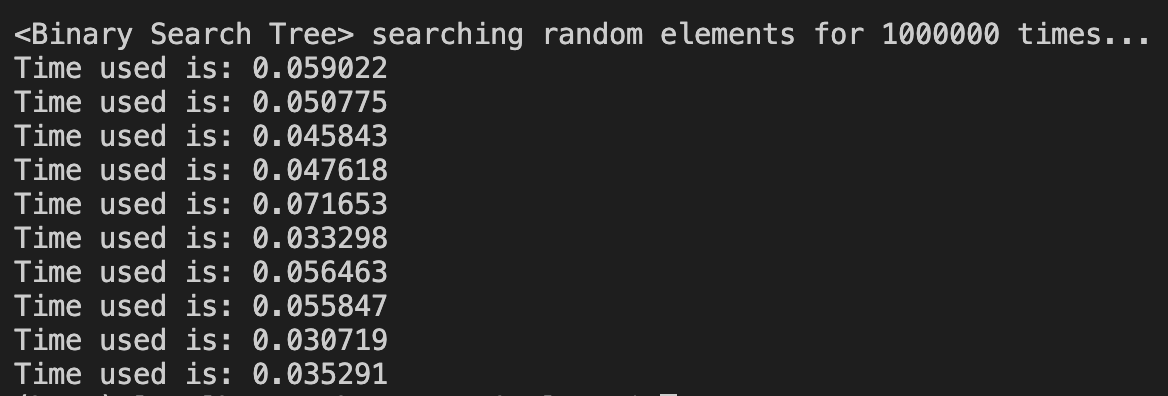 <Binary Search Tree> searching random elements for 1000000 times...
Time used is: 0.059022
Time used is: 0.050775
Time used is: 0.045843
Time used is: 0.047618
Time used is: 0.071653
Time used is: 0.033298
Time used is: 0.056463
Time used is: 0.055847
Time used is: 0.030719
Time used is: 0.035291